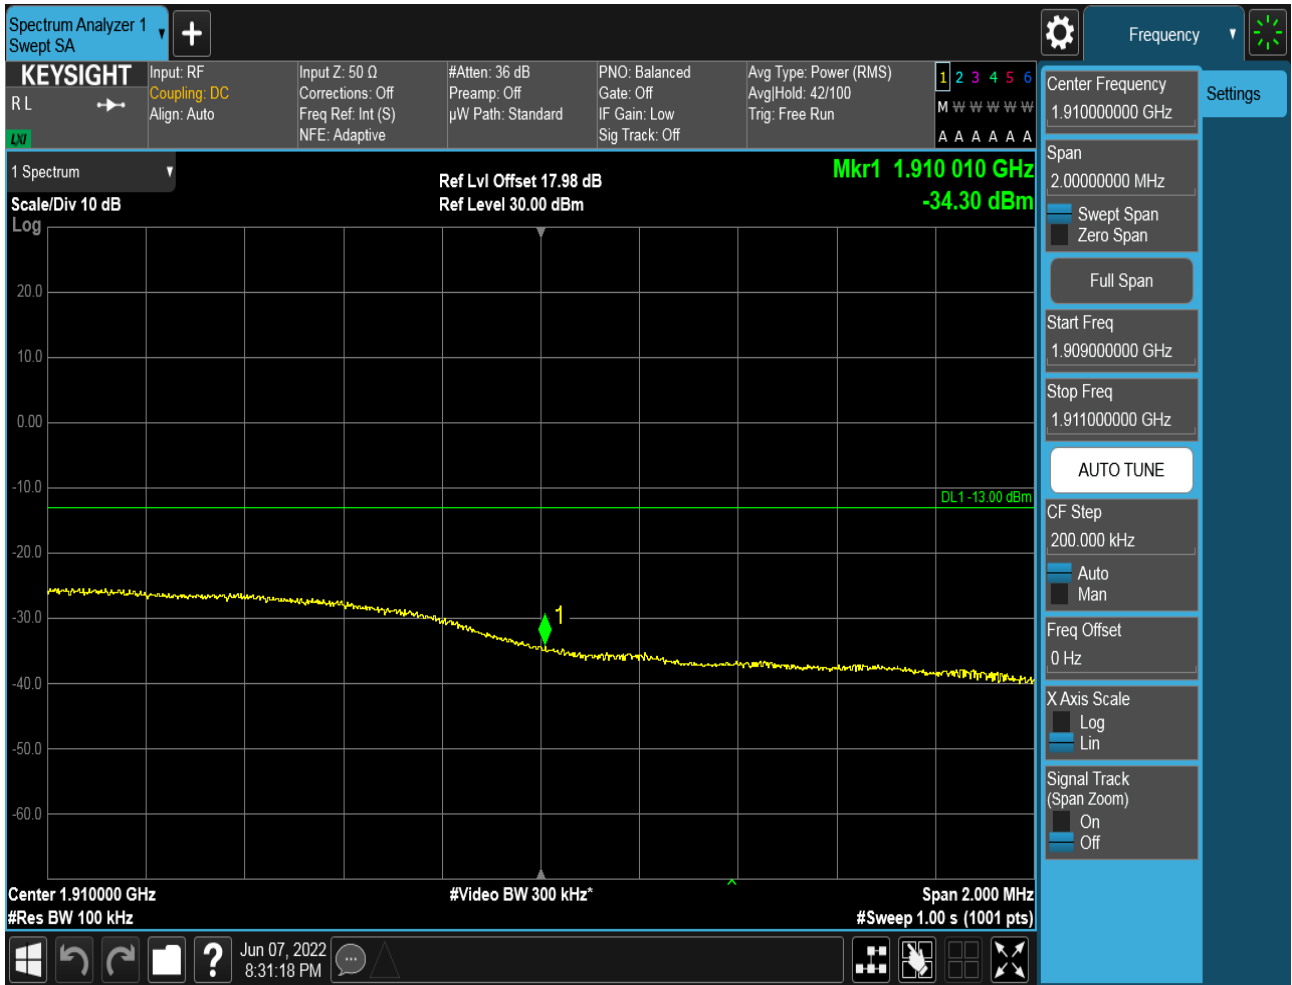 Spectrum Analyzer 1
Swept SA
Frequency
KEYSIGHT
R L
LXI
Input: RF
Coupling: DC
Align: Auto
Input Z: 50 Ω
Corrections: Off
Freq Ref: Int (S)
NFE: Adaptive
#Atten: 36 dB
Preamp: Off
µW Path: Standard
PNO: Balanced
Gate: Off
IF Gain: Low
Sig Track: Off
Avg Type: Power (RMS)
Avg|Hold: 42/100
Trig: Free Run
1 2 3 4 5 6
M W W W W W
A A A A A A
Settings
1 Spectrum
Scale/Div 10 dB
Log
Ref Lvl Offset 17.98 dB
Ref Level 30.00 dBm
Mkr1 1.910 010 GHz
-34.30 dBm
20.0
10.0
0.00
-10.0
-20.0
-30.0
-40.0
-50.0
-60.0
DL1 -13.00 dBm
1
Center 1.910000 GHz
#Res BW 100 kHz
#Video BW 300 kHz*
Span 2.000 MHz
#Sweep 1.00 s (1001 pts)
Center Frequency
1.910000000 GHz
Span
2.00000000 MHz
Swept Span
Zero Span
Full Span
Start Freq
1.909000000 GHz
Stop Freq
1.911000000 GHz
AUTO TUNE
CF Step
200.000 kHz
Auto
Man
Freq Offset
0 Hz
X Axis Scale
Log
Lin
Signal Track
(Span Zoom)
On
Off
?
Jun 07, 2022
8:31:18 PM